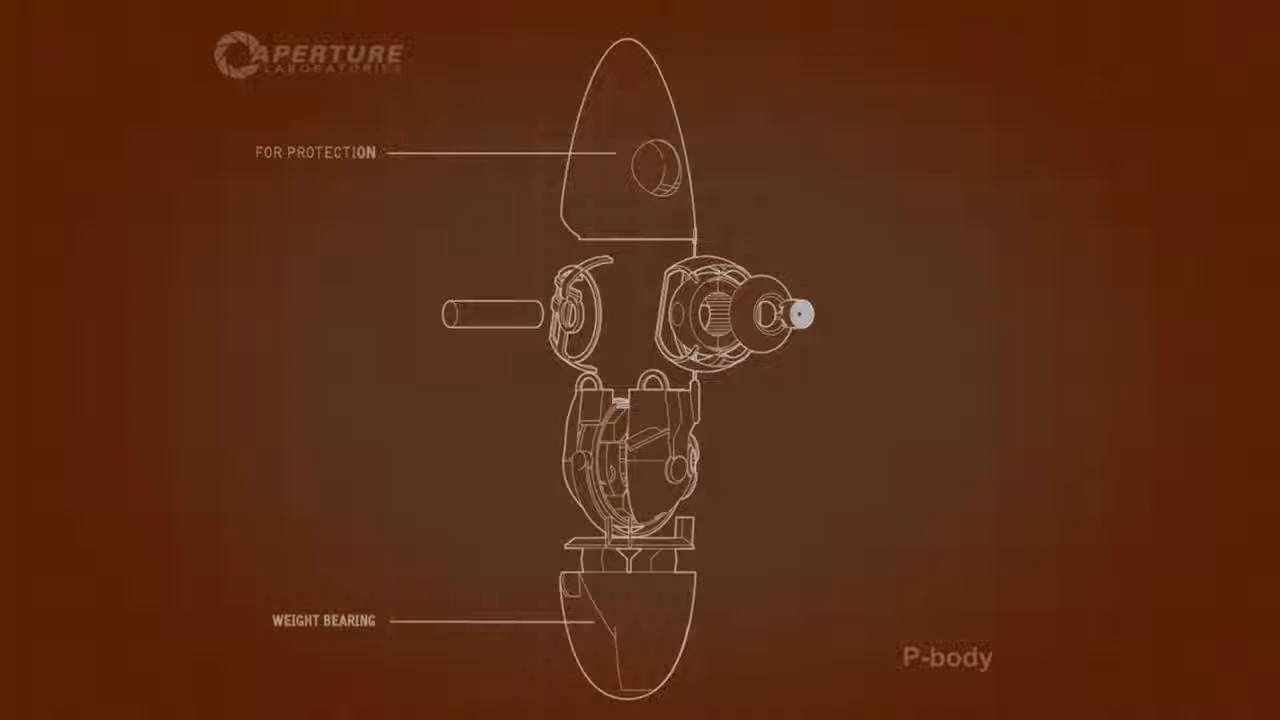 APERTURE
LABORATORIES
FOR PROTECTION
WEIGHT BEARING
P-body